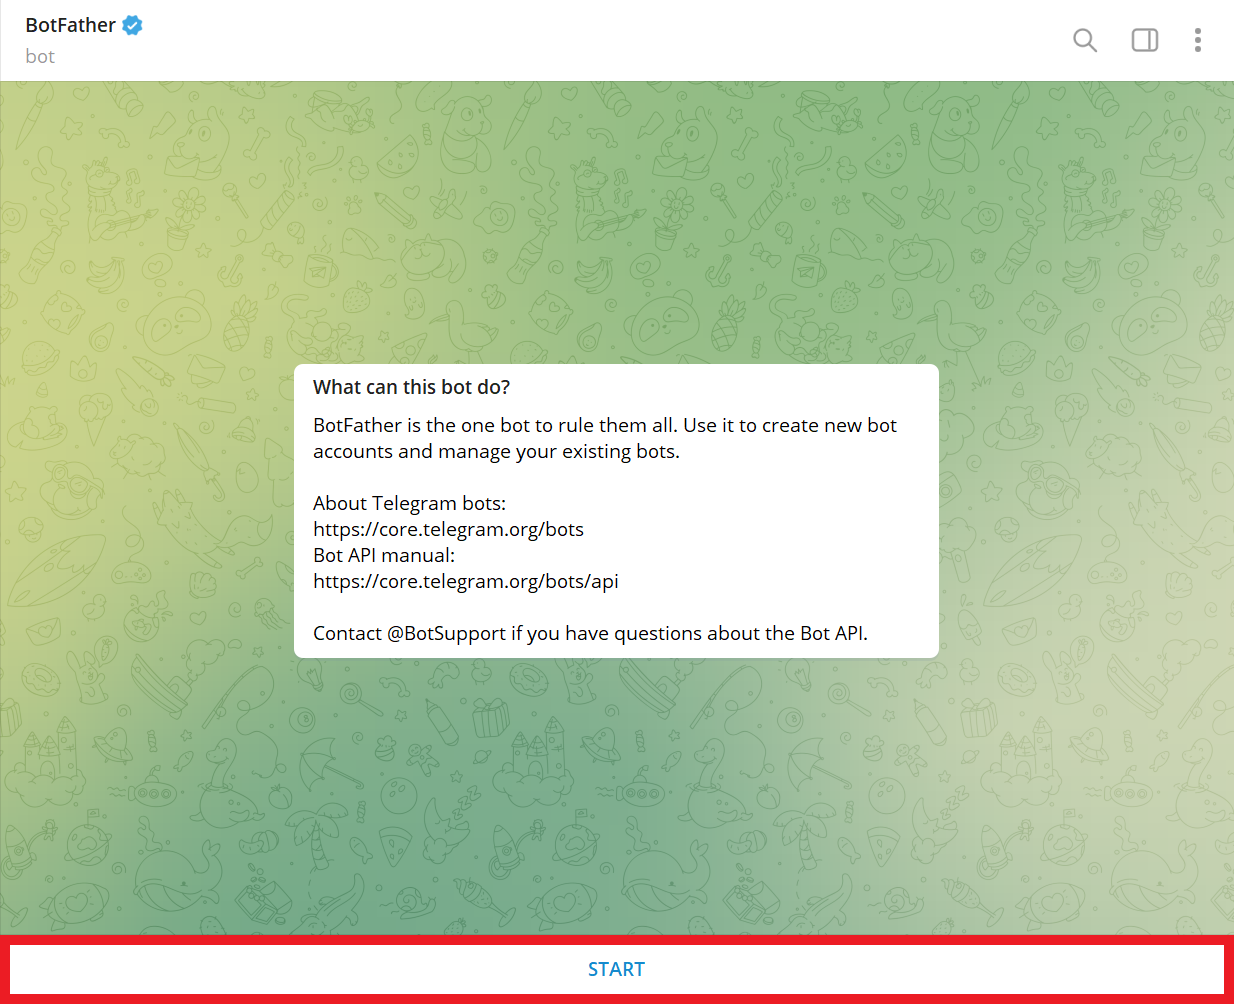 BotFather
bot
What can this bot do?
BotFather is the one bot to rule them all. Use it to create new bot
accounts and manage your existing bots.
About Telegram bots:
https://core.telegram.org/bots
Bot API manual:
https://core.telegram.org/bots/api
Contact @BotSupport if you have questions about the Bot API.
START